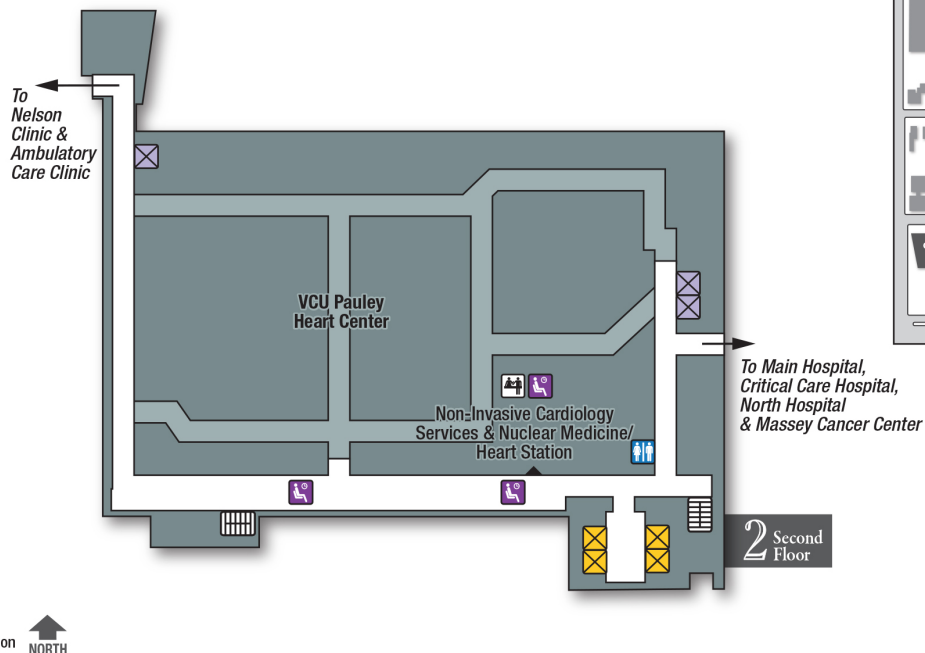 To
Nelson
Clinic &
Ambulatory
Care Clinic
VCU Pauley
Heart Center
To Main Hospital,
Critical Care Hospital,
North Hospital
& Massey Cancer Center
Non-Invasive Cardiology
Services & Nuclear Medicine/
Heart Station
2 Second
Floor
on
NORTH